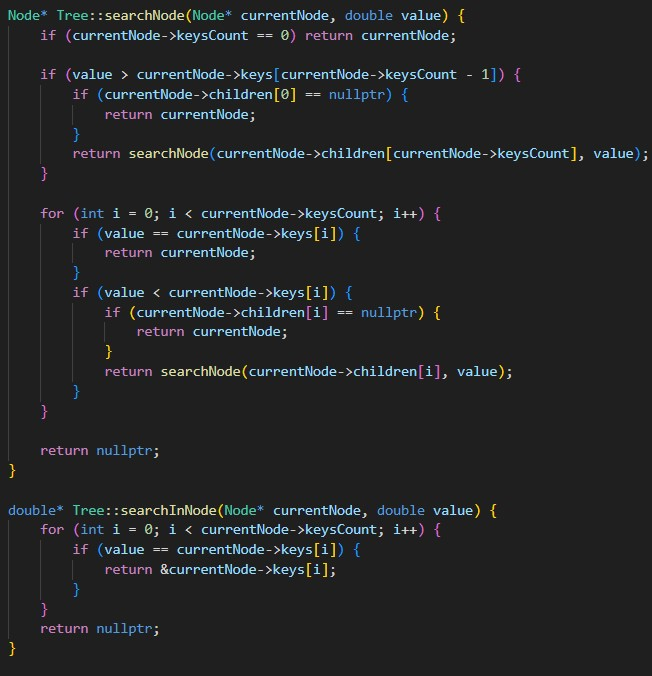 Node* Tree::searchNode(Node* currentNode, double value) {
    if (currentNode->keysCount == 0) return currentNode;

    if (value > currentNode->keys[currentNode->keysCount - 1]) {
        if (currentNode->children[0] == nullptr) {
            return currentNode;
        }
        return searchNode(currentNode->children[currentNode->keysCount], value);
    }

    for (int i = 0; i < currentNode->keysCount; i++) {
        if (value == currentNode->keys[i]) {
            return currentNode;
        }
        if (value < currentNode->keys[i]) {
            if (currentNode->children[i] == nullptr) {
                return currentNode;
            }
            return searchNode(currentNode->children[i], value);
        }
    }

    return nullptr;
}

double* Tree::searchInNode(Node* currentNode, double value) {
    for (int i = 0; i < currentNode->keysCount; i++) {
        if (value == currentNode->keys[i]) {
            return &currentNode->keys[i];
        }
    }
    return nullptr;
}